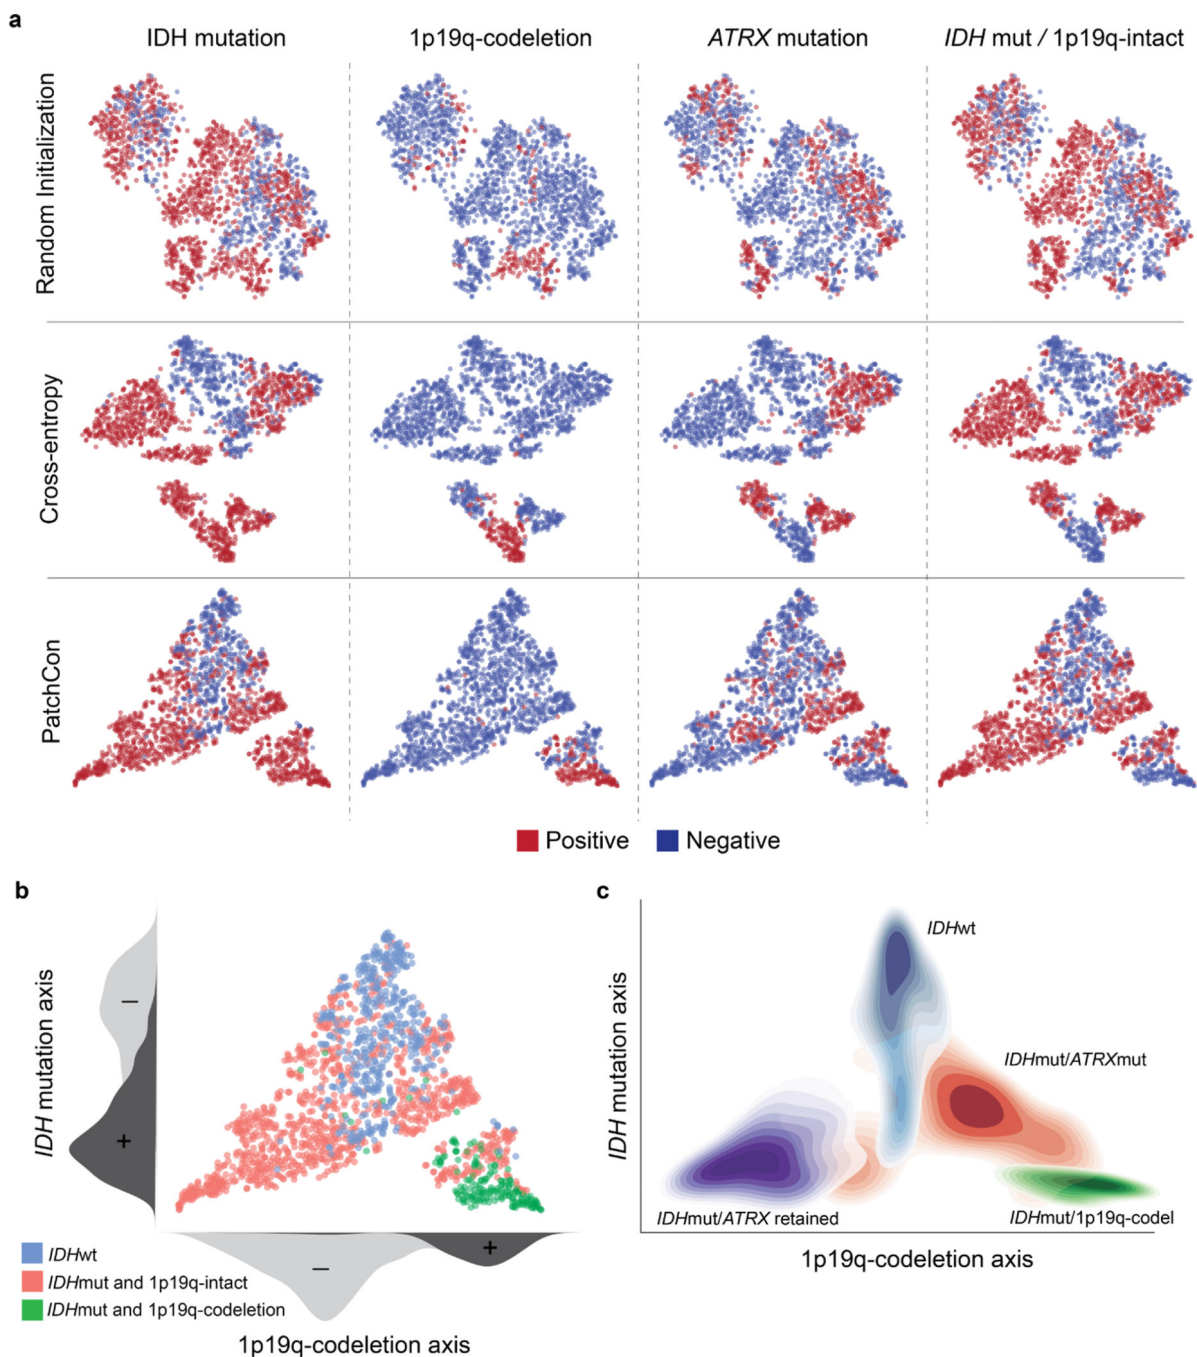 a
IDH mutation
1p19q-codeletion
ATRX mutation
IDH mut / 1p19q-intact
Random Initialization
Cross-entropy
PatchCon
Positive
Negative
b
IDH mutation axis
–
+
–
+
IDHwt
IDHmut and 1p19q-intact
IDHmut and 1p19q-codeletion
1p19q-codeletion axis
c
IDH mutation axis
IDHwt
IDHmut/ATRXmut
IDHmut/ATRX retained
IDHmut/1p19q-codel
1p19q-codeletion axis